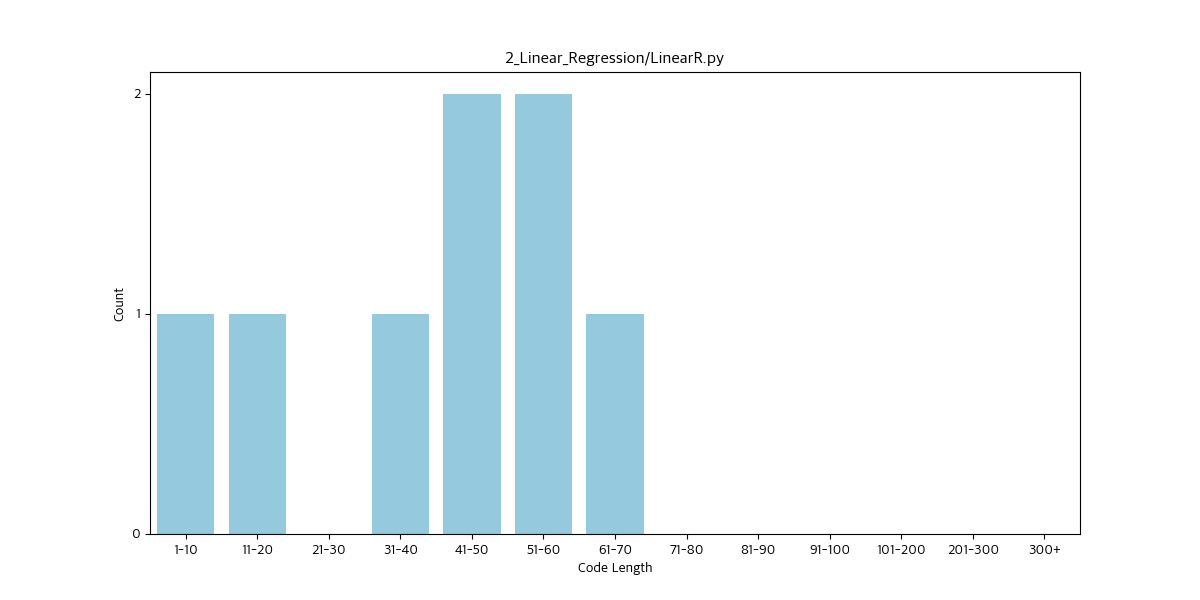 2_Linear_Regression/LinearR.py
2
1
0
Count
1-10 11-20 21-30 31-40 41-50 51-60 61-70 71-80 81-90 91-100 101-200 201-300 300+
Code Length